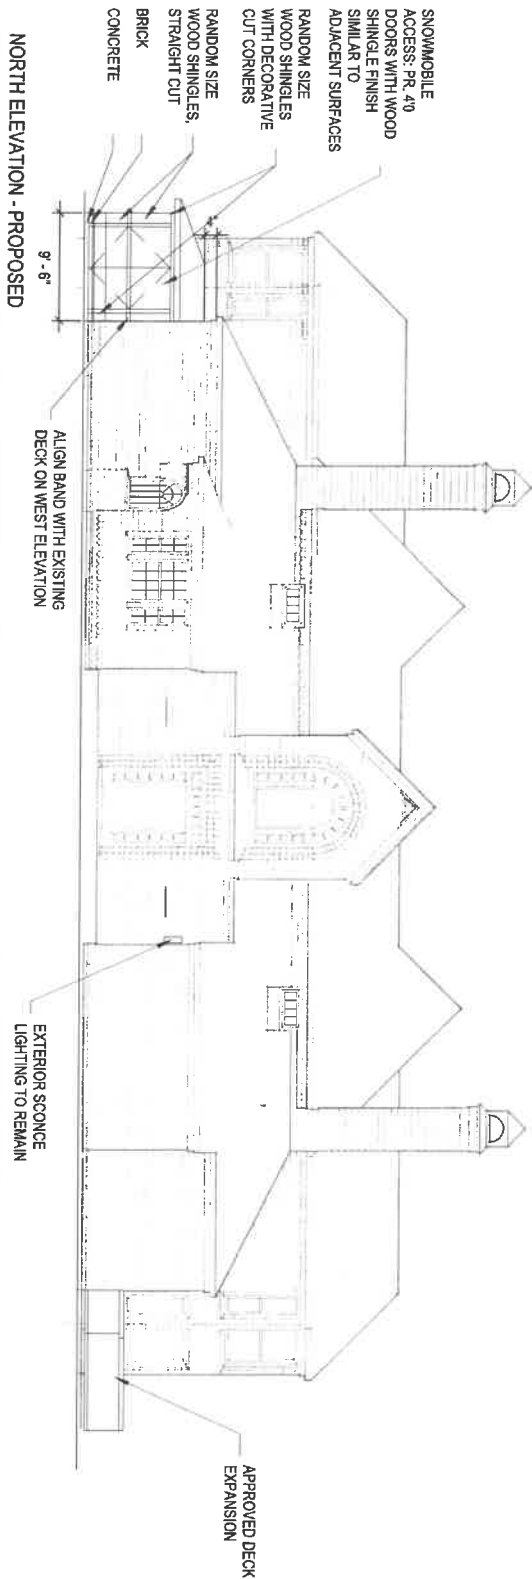 SNOWMOBILE
ACCESS: PR. 4'0
DOORS WITH WOOD
SHINGLE FINISH
SIMILAR TO
ADJACENT SURFACES
RANDOM SIZE
WOOD SHINGLES
WITH DECORATIVE
CUT CORNERS
RANDOM SIZE
WOOD SHINGLES,
STRAIGHT CUT
BRICK
CONCRETE
9' - 6"
ALIGN BAND WITH EXISTING
DECK ON WEST ELEVATION
EXTERIOR SCONCE
LIGHTING TO REMAIN
APPROVED DECK
EXPANSION
NORTH ELEVATION - PROPOSED